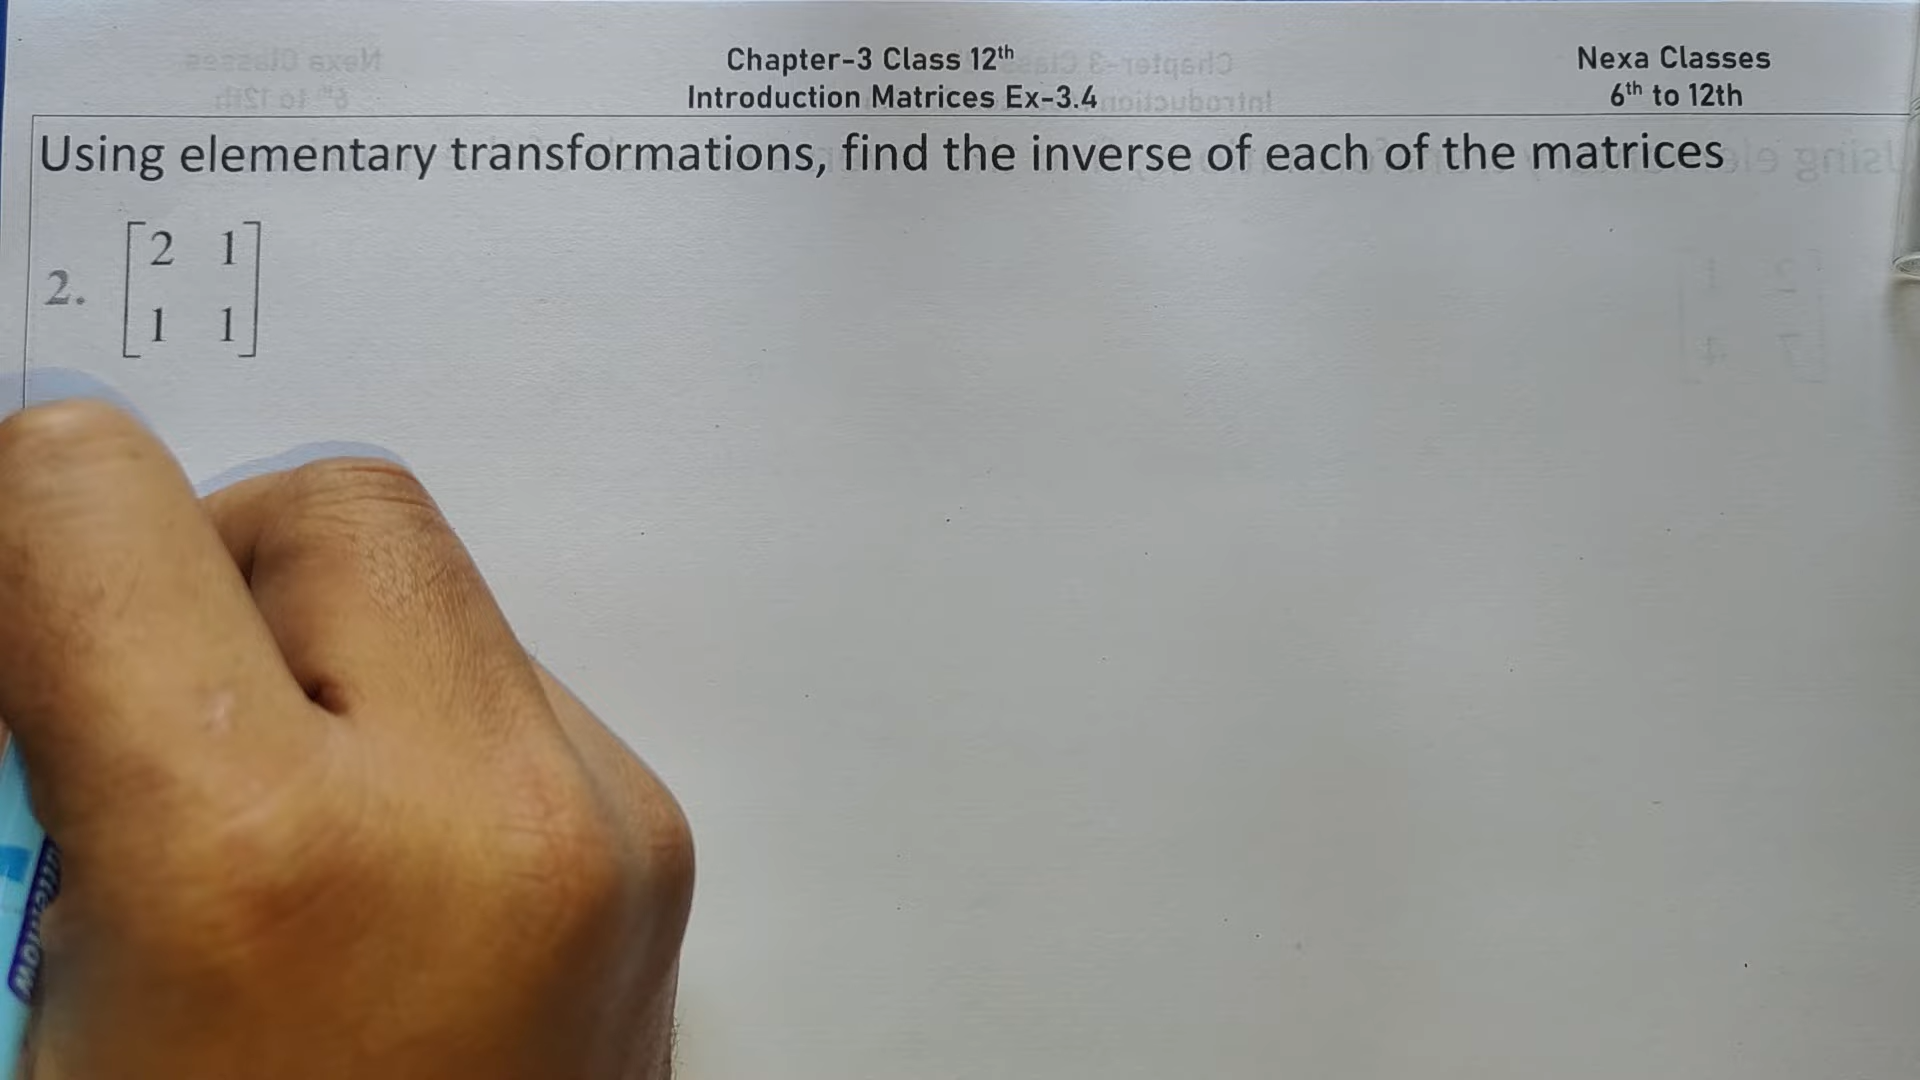 Chapter-3 Class 12th
Introduction Matrices Ex-3.4
Nexa Classes
6th to 12th
Using elementary transformations, find the inverse of each of the matrices
2. [2 1
1 1]